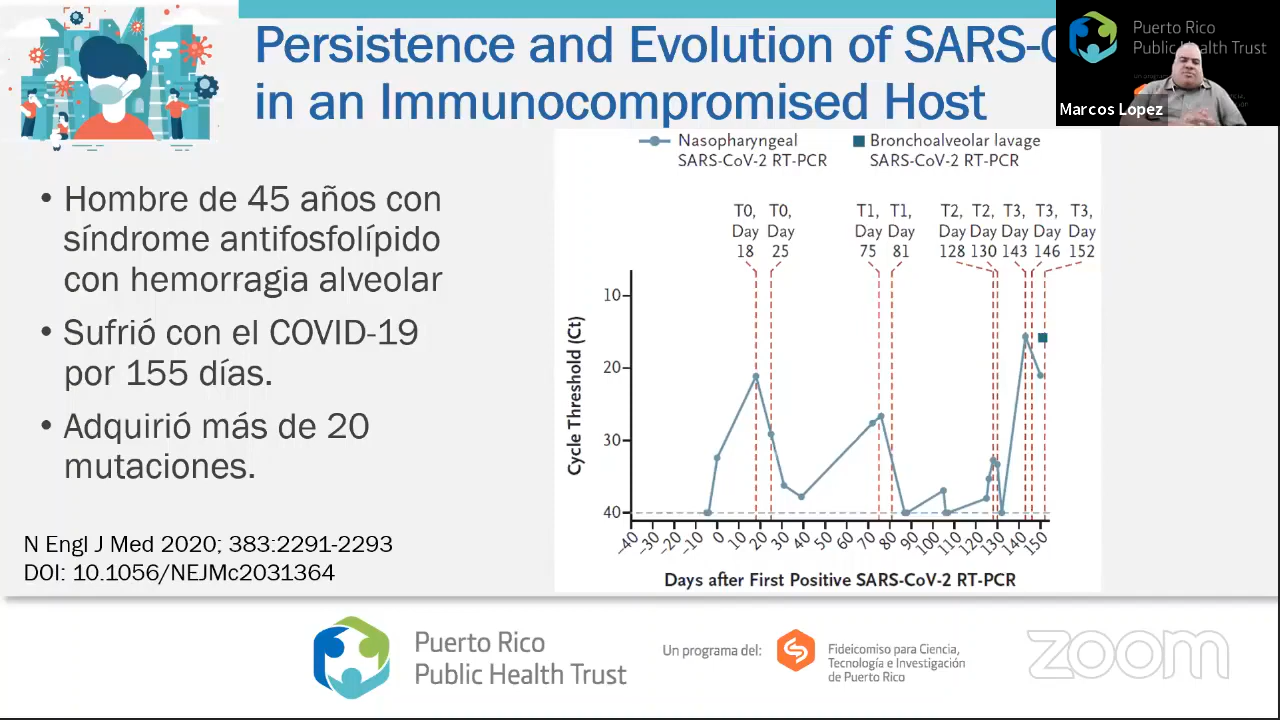 Persistence and Evolution of SARS-
in an Immunocompromised Host
Puerto Rico
Public Health Trust
Marcos Lopez
• Hombre de 45 años con
síndrome antifosfolípido
con hemorragia alveolar
• Sufrió con el COVID-19
por 155 días.
• Adquirió más de 20
mutaciones.
N Engl J Med 2020; 383:2291-2293
DOI: 10.1056/NEJMc2031364
Nasopharyngeal
SARS-CoV-2 RT-PCR
Bronchoalveolar lavage
SARS-CoV-2 RT-PCR
T0, T0, T1, T1, T2, T2, T3, T3, T3,
Day Day Day Day Day Day Day Day Day
18 25 75 81 128 130 143 146 152
Cycle Threshold (Ct)
10
20
30
40
-40 -30 -20 -10 0 10 20 30 40 50 60 70 80 90 100 110 120 130 140 150
Days after First Positive SARS-CoV-2 RT-PCR
Puerto Rico
Public Health Trust
Un programa del:
Fideicomiso para Ciencia,
Tecnología e Investigación
de Puerto Rico
zoom